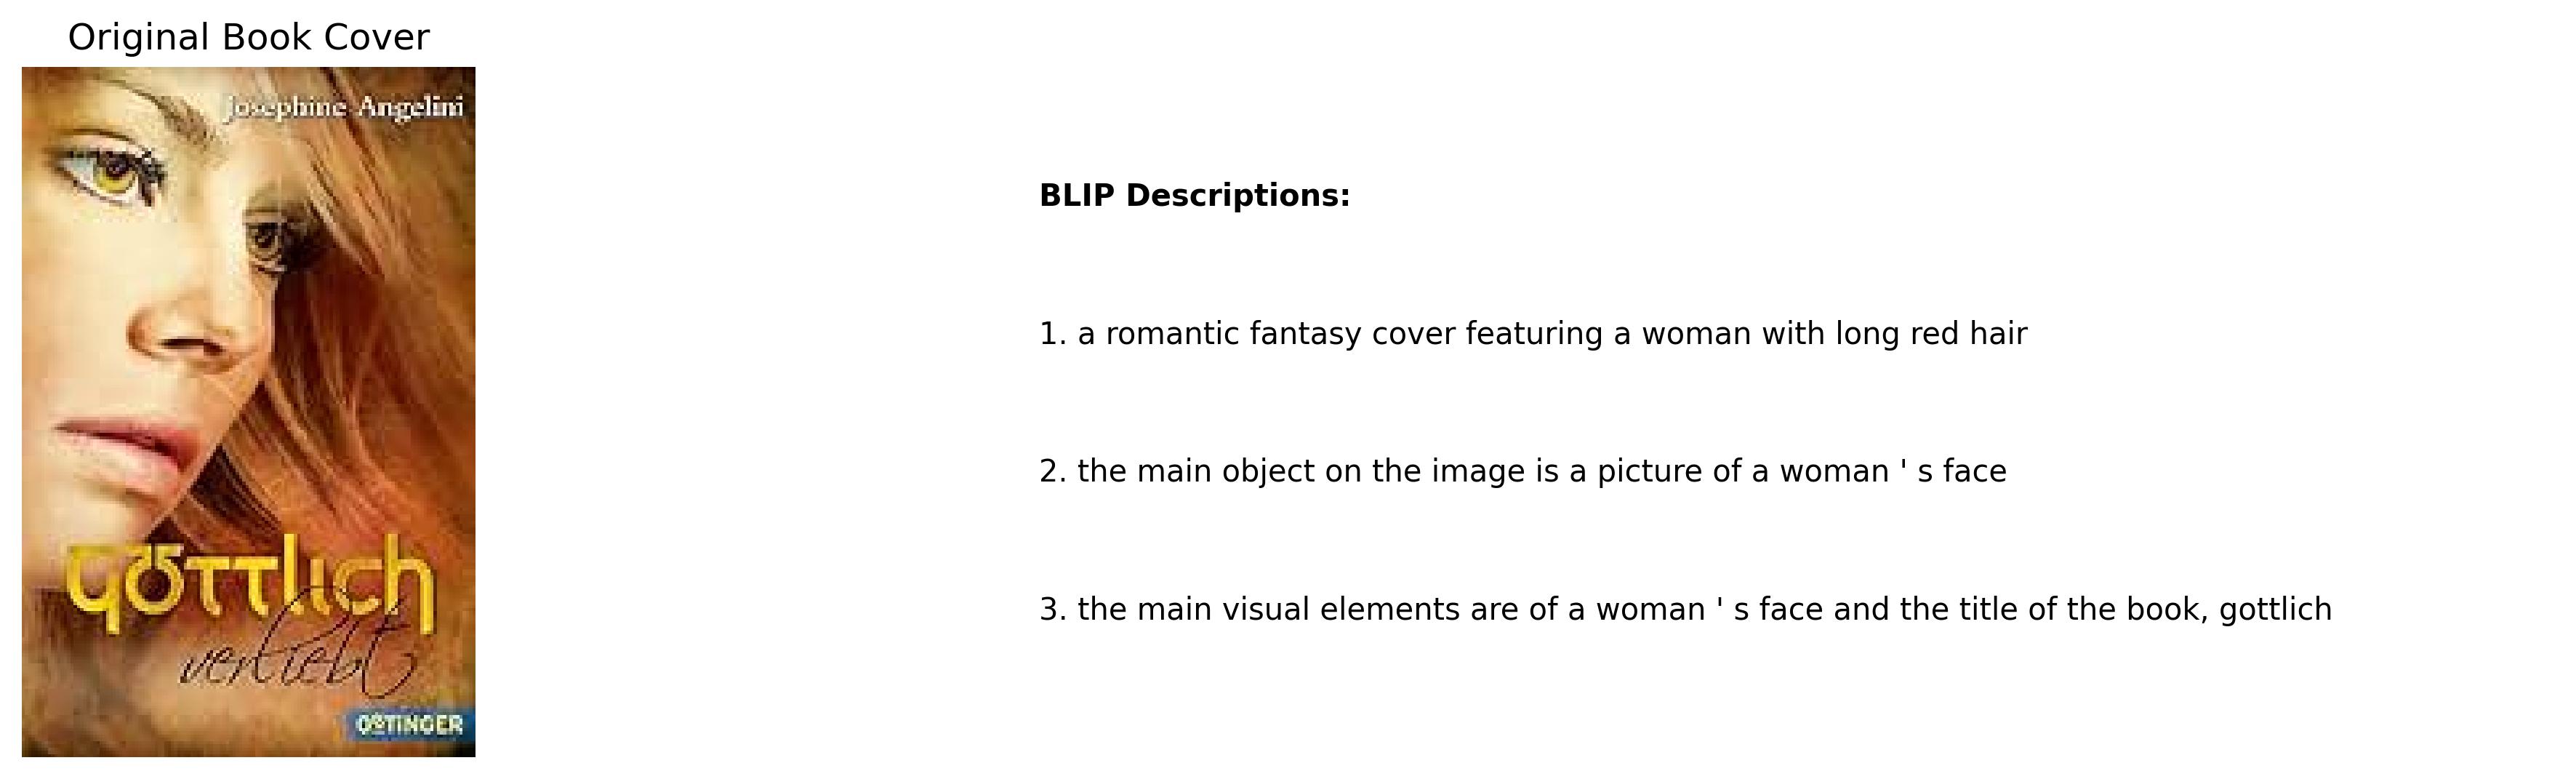 Original Book Cover
Josephine Angelini
göttlich
verliebt
OETINGER
BLIP Descriptions:
1. a romantic fantasy cover featuring a woman with long red hair
2. the main object on the image is a picture of a woman ' s face
3. the main visual elements are of a woman ' s face and the title of the book, gottlich